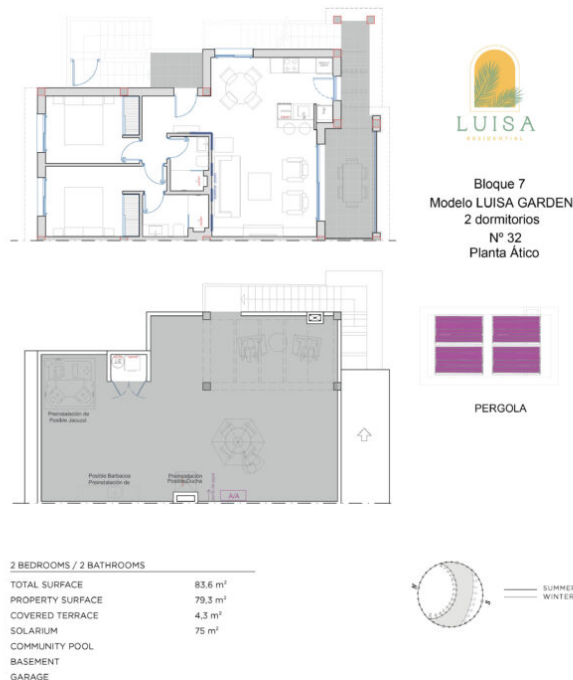 LUISA
RESIDENTIAL
Bloque 7
Modelo LUISA GARDEN
2 dormitorios
Nº 32
Planta Ático
Preinstalación de
Posible Jacuzzi
Posible Barbacoa
Preinstalación de
Preinstalación
Posible Ducha
A/A
PERGOLA
2 BEDROOMS / 2 BATHROOMS
TOTAL SURFACE 83,6 m²
PROPERTY SURFACE 79,3 m²
COVERED TERRACE 4,3 m²
SOLARIUM 75 m²
COMMUNITY POOL
BASEMENT
GARAGE
SUMMER
WINTER